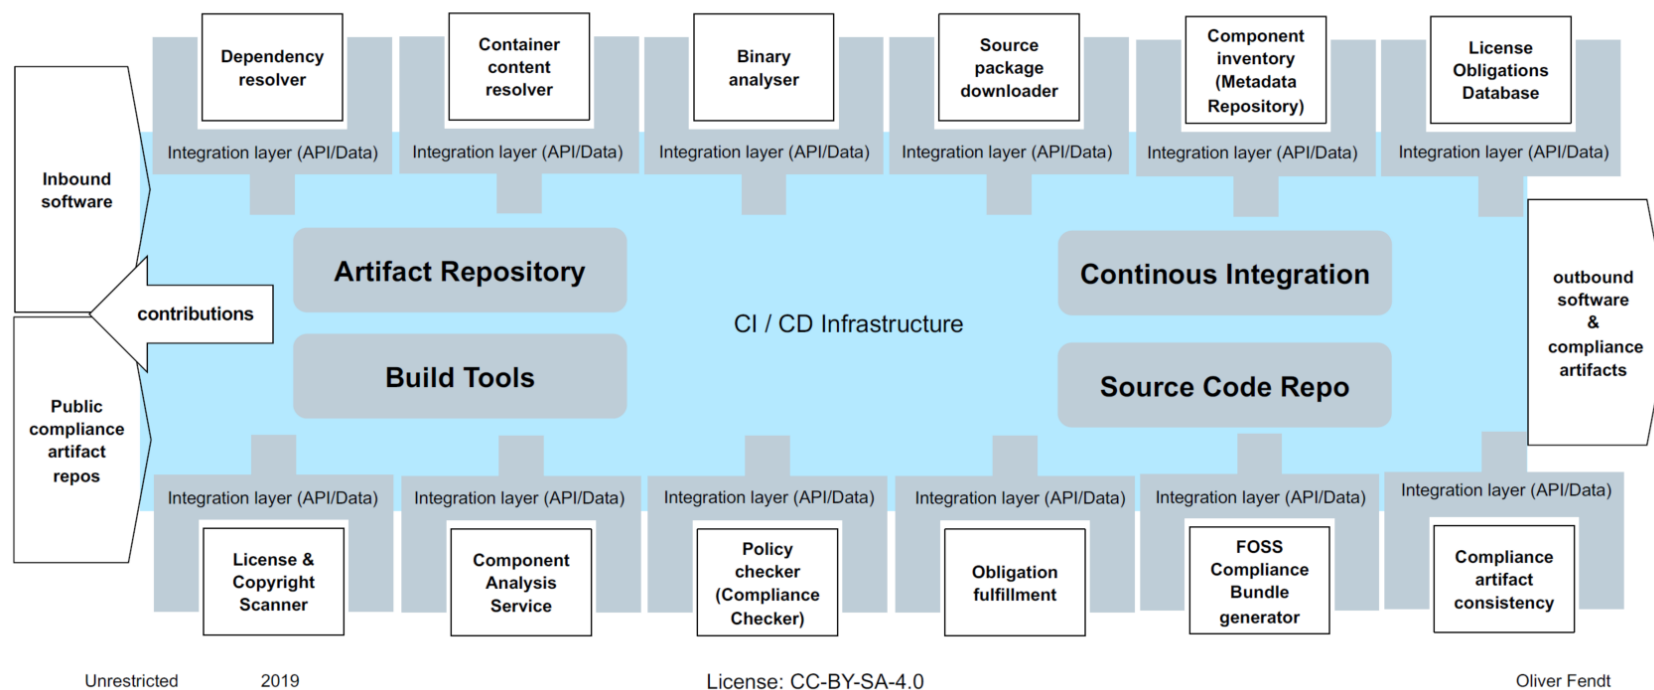 Dependency
resolver
Container
content
resolver
Binary
analyser
Source
package
downloader
Component
inventory
(Metadada
Repository)
License
Obligations
Database
Integration layer (API/Data)
Integration layer (API/Data)
Integration layer (API/Data)
Integration layer (API/Data)
Integration layer (API/Data)
Integration layer (API/Data)
Inbound
software
Artifact Repository
Continous Integration
contributions
CI / CD Infrastructure
outbound
software
&
compliance
artifacts
Build Tools
Source Code Repo
Public
compliance
artifact
repos
Integration layer (API/Data)
Integration layer (API/Data)
Integration layer (API/Data)
Integration layer (API/Data)
Integration layer (API/Data)
Integration layer (API/Data)
License &
Copyright
Scanner
Component
Analysis
Service
Policy
checker
(Compliance
Checker)
Obligation
fulfillment
FOSS
Compliance
Bundle
generator
Compliance
artifact
consistency
Unrestricted
2019
License: CC-BY-SA-4.0
Oliver Fendt